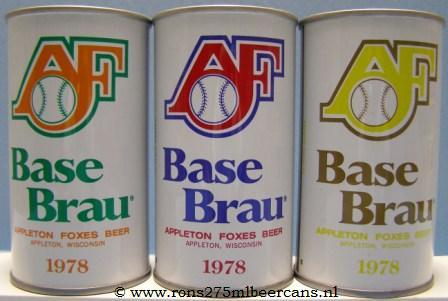 AF
Base
Brau®
APPLETON FOXES BEER
APPLETON, WISCONSIN
1978
AF
Base
Brau®
APPLETON FOXES BEER
APPLETON, WISCONSIN
1978
AF
Base
Brau®
APPLETON FOXES BEER
APPLETON, WISCONSIN
1978
© www.rons275mlbeercans.nl